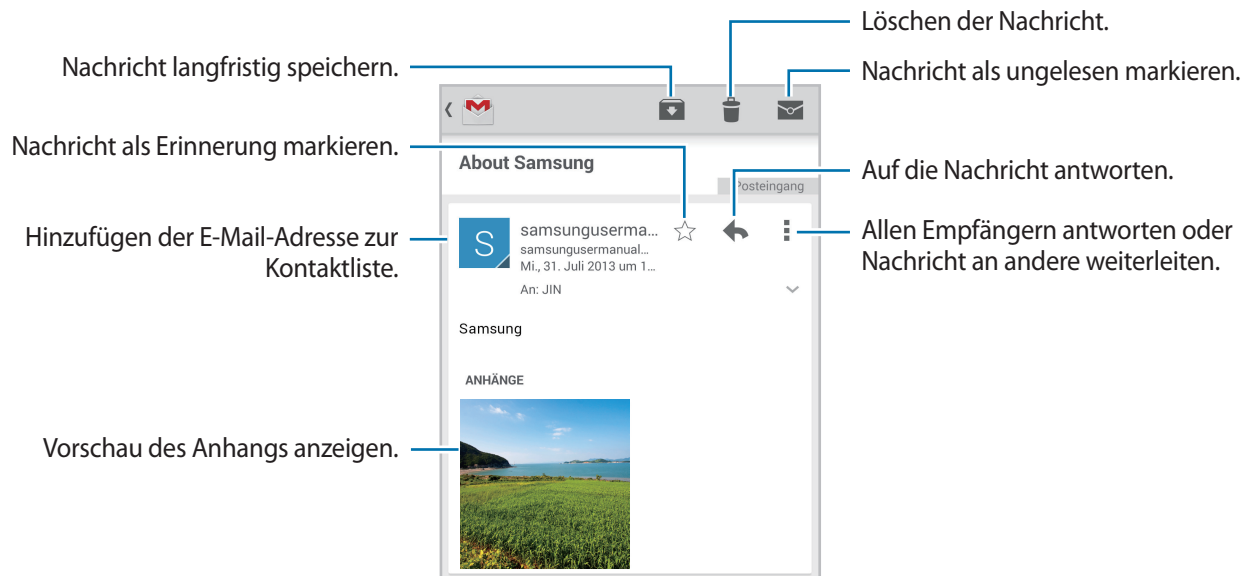 Löschen der Nachricht.
Nachricht langfristig speichern.
Nachricht als ungelesen markieren.
Nachricht als Erinnerung markieren.
About Samsung
Posteingang
Auf die Nachricht antworten.
Hinzufügen der E-Mail-Adresse zur
Kontaktliste.
S
samsunguserma...
samsungusermanual...
Mi., 31. Juli 2013 um 1...
An: JIN
Allen Empfängern antworten oder
Nachricht an andere weiterleiten.
Samsung
ANHÄNGE
Vorschau des Anhangs anzeigen.